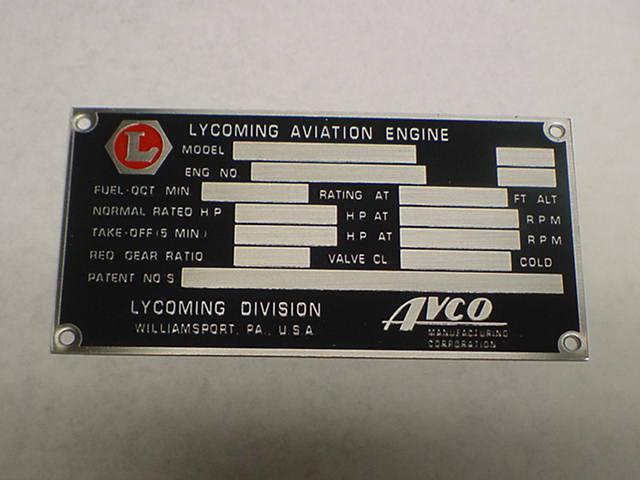 L
LYCOMING AVIATION ENGINE
MODEL
ENG NO.
FUEL-OCT MIN. RATING AT FT ALT
NORMAL RATED H.P H.P AT R.P.M
TAKE-OFF (5 MIN.) H.P AT R.P.M
RED. GEAR RATIO VALVE CL COLD
PATENT NO'S
LYCOMING DIVISION
WILLIAMSPORT, PA., U.S.A.
AVCO
MANUFACTURING
CORPORATION